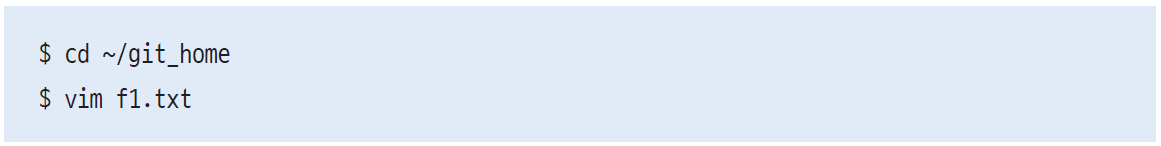 $ cd ~/git_home
$ vim f1.txt